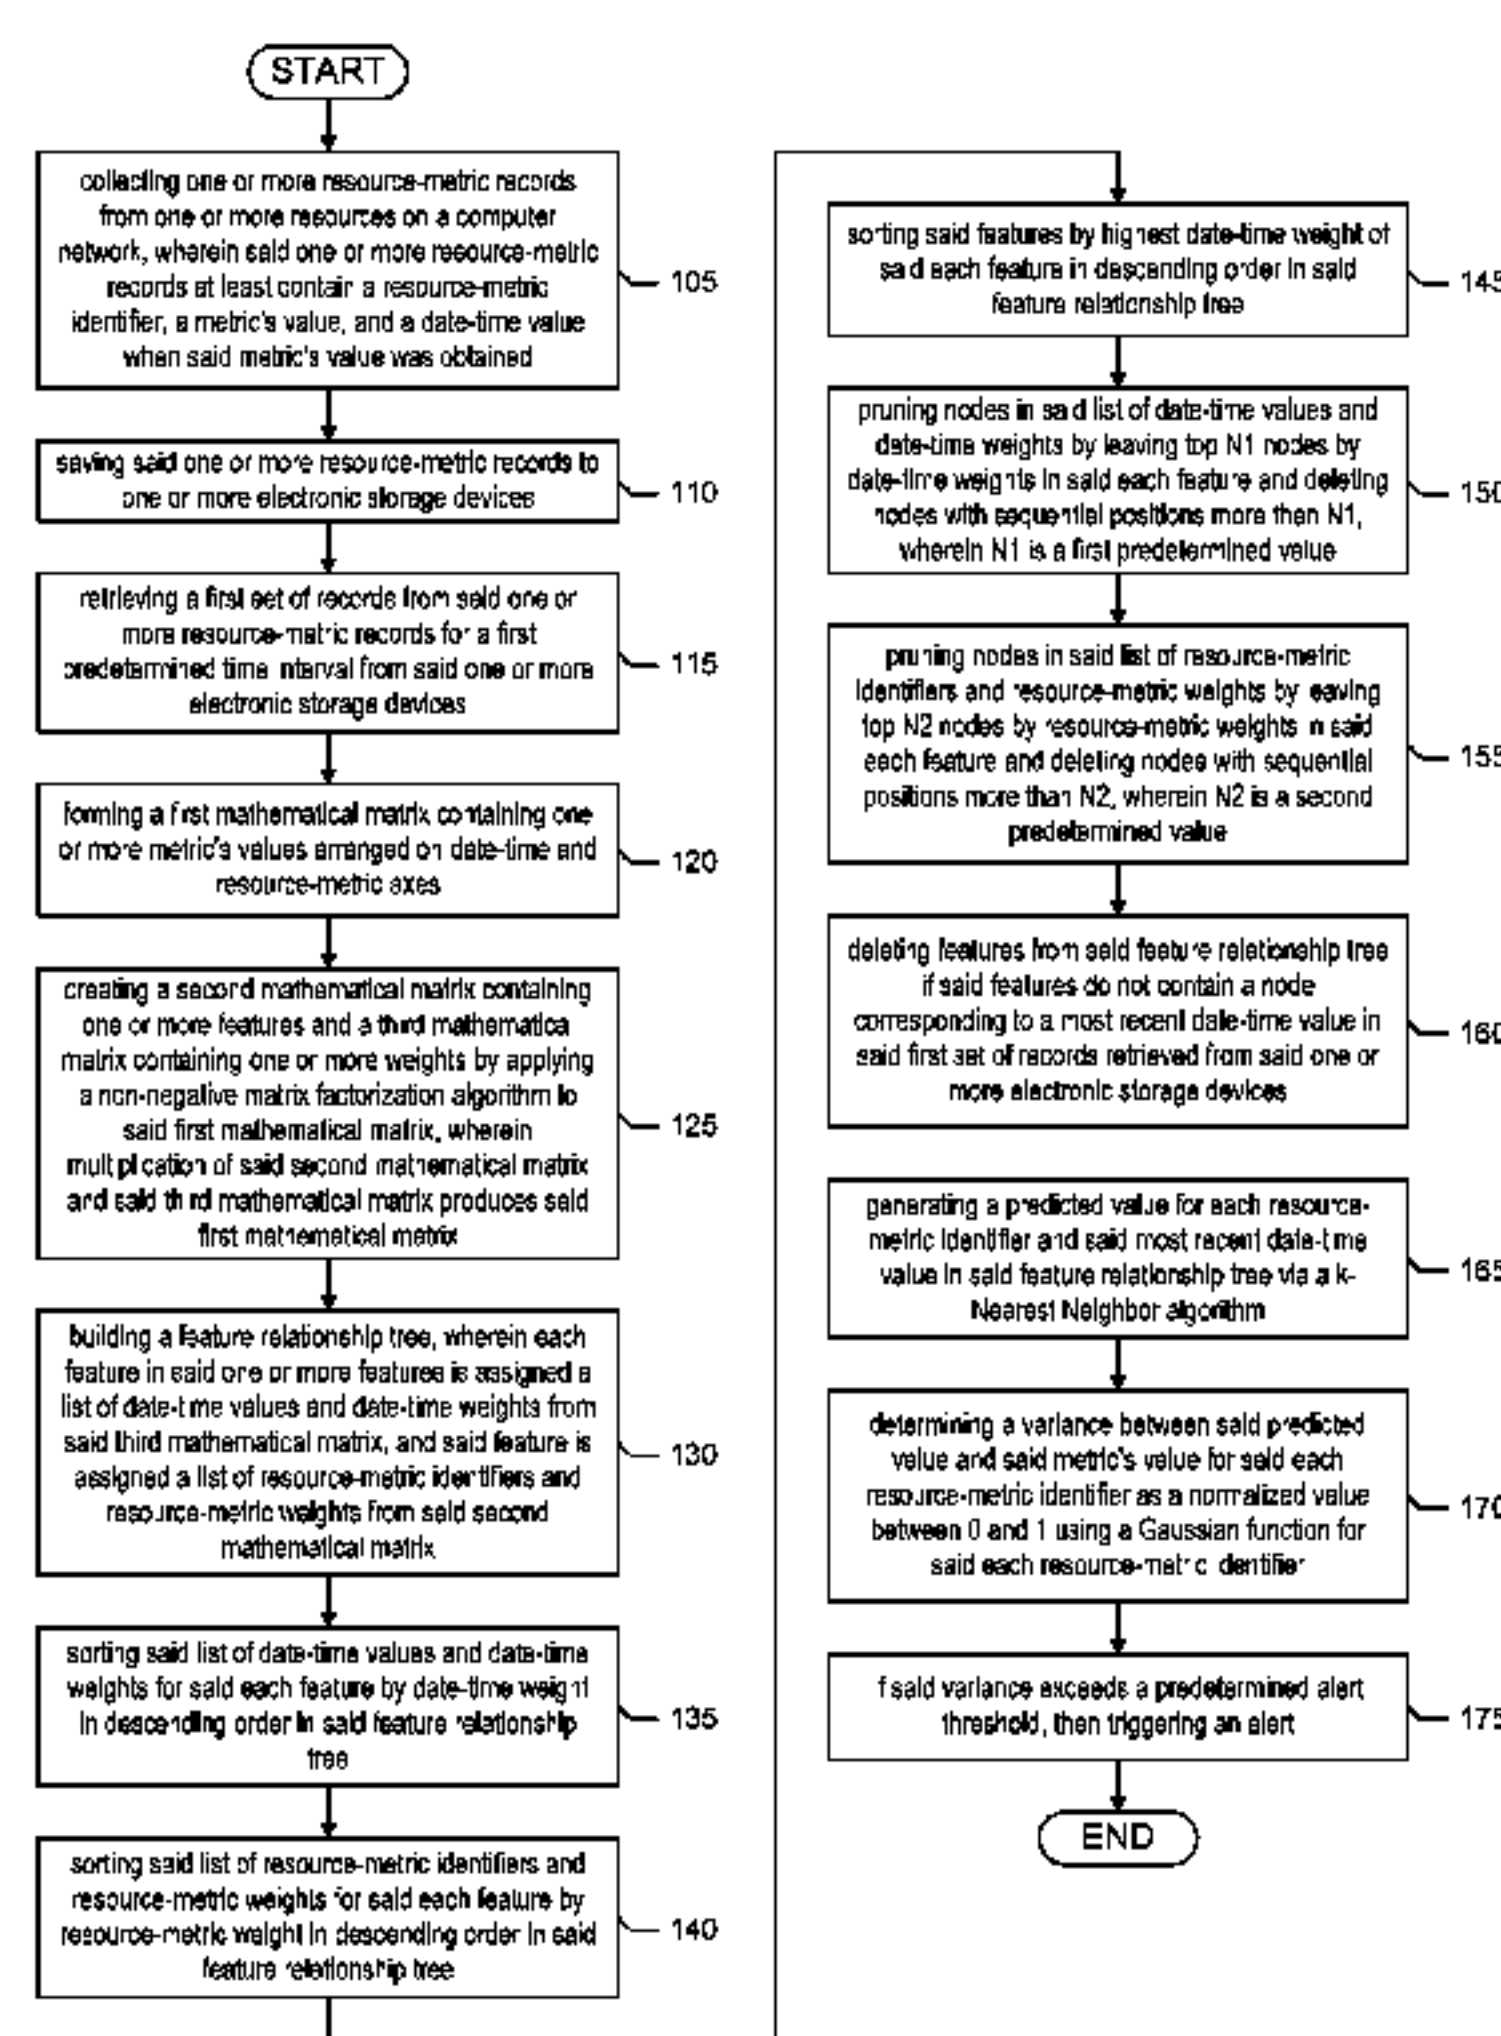 START
collecting one or more resource-metric records
from one or more resources on a computer
network, wherein said one or more resource-metric
records at least contain a resource-metric
identifier, a metric's value, and a date-time value
when said metric's value was obtained
105
saving said one or more resource-metric records to
one or more electronic storage devices
110
retrieving a first set of records from said one or
more resource-metric records for a first
predetermined time interval from said one or more
electronic storage devices
115
forming a first mathematical matrix containing one
or more metric's values arranged on date-time and
resource-metric axes
120
creating a second mathematical matrix containing
one or more features and a third mathematical
matrix containing one or more weights by applying
a non-negative matrix factorization algorithm to
said first mathematical matrix, wherein
multiplication of said second mathematical matrix
and said third mathematical matrix produces said
first mathematical matrix
125
building a feature relationship tree, wherein each
feature in said one or more features is assigned a
list of date-time values and date-time weights from
said third mathematical matrix, and said feature is
assigned a list of resource-metric identifiers and
resource-metric weights from said second
mathematical matrix
130
sorting said list of date-time values and date-time
weights for said each feature by date-time weight
in descending order in said feature relationship
tree
135
sorting said list of resource-metric identifiers and
resource-metric weights for said each feature by
resource-metric weight in descending order in said
feature relationship tree
140
sorting said features by highest date-time weight of
said each feature in descending order in said
feature relationship tree
145
pruning nodes in said list of date-time values and
date-time weights by leaving top N1 nodes by
date-time weights in said each feature and deleting
nodes with sequential positions more than N1,
wherein N1 is a first predetermined value
150
pruning nodes in said list of resource-metric
identifiers and resource-metric weights by leaving
top N2 nodes by resource-metric weights in said
each feature and deleting nodes with sequential
positions more than N2, wherein N2 is a second
predetermined value
155
deleting features from said feature relationship tree
if said features do not contain a node
corresponding to a most recent date-time value in
said first set of records retrieved from said one or
more electronic storage devices
160
generating a predicted value for each resource-
metric identifier and said most recent date-time
value in said feature relationship tree via a k-
Nearest Neighbor algorithm
165
determining a variance between said predicted
value and said metric's value for said each
resource-metric identifier as a normalized value
between 0 and 1 using a Gaussian function for
said each resource-metric identifier
170
if said variance exceeds a predetermined alert
threshold, then triggering an alert
175
END